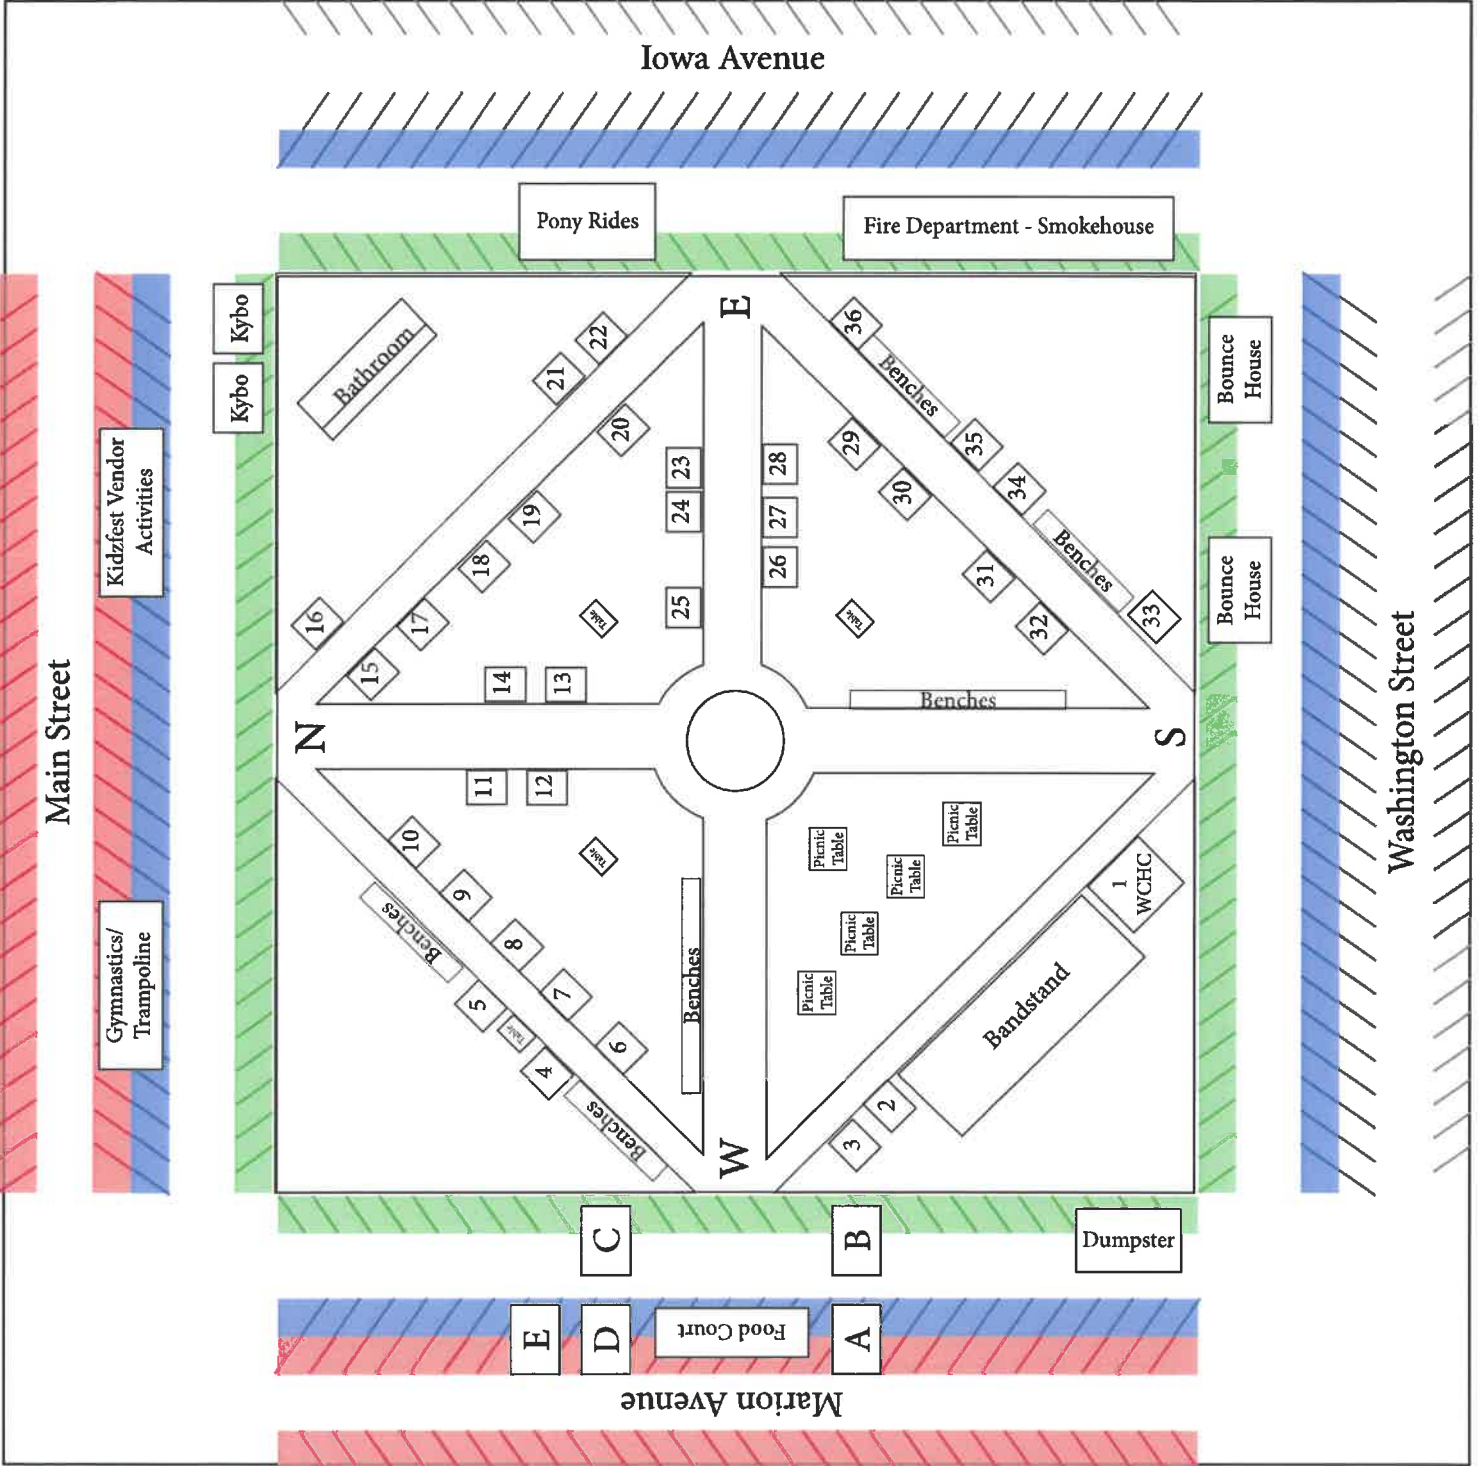 Iowa Avenue
Pony Rides
Fire Department - Smokehouse
Kybo
Kybo
Bathroom
22
21
20
E
36
Benches
35
34
Benches
33
Bounce
House
Bounce
House
Kidzfest Vendor
Activities
Main Street
Washington Street
16
15
17
18
19
23
24
25
14
13
Table
28
27
26
29
30
31
32
Table
Benches
N
S
11
12
10
9
8
7
6
Table
Benches
Benches
5
Table
4
Benches
W
Picnic
Table
Picnic
Table
Picnic
Table
Picnic
Table
Picnic
Table
1
WCHC
Bandstand
2
3
Gymnastics/
Trampoline
C
B
Dumpster
E
D
Food Court
A
Marion Avenue